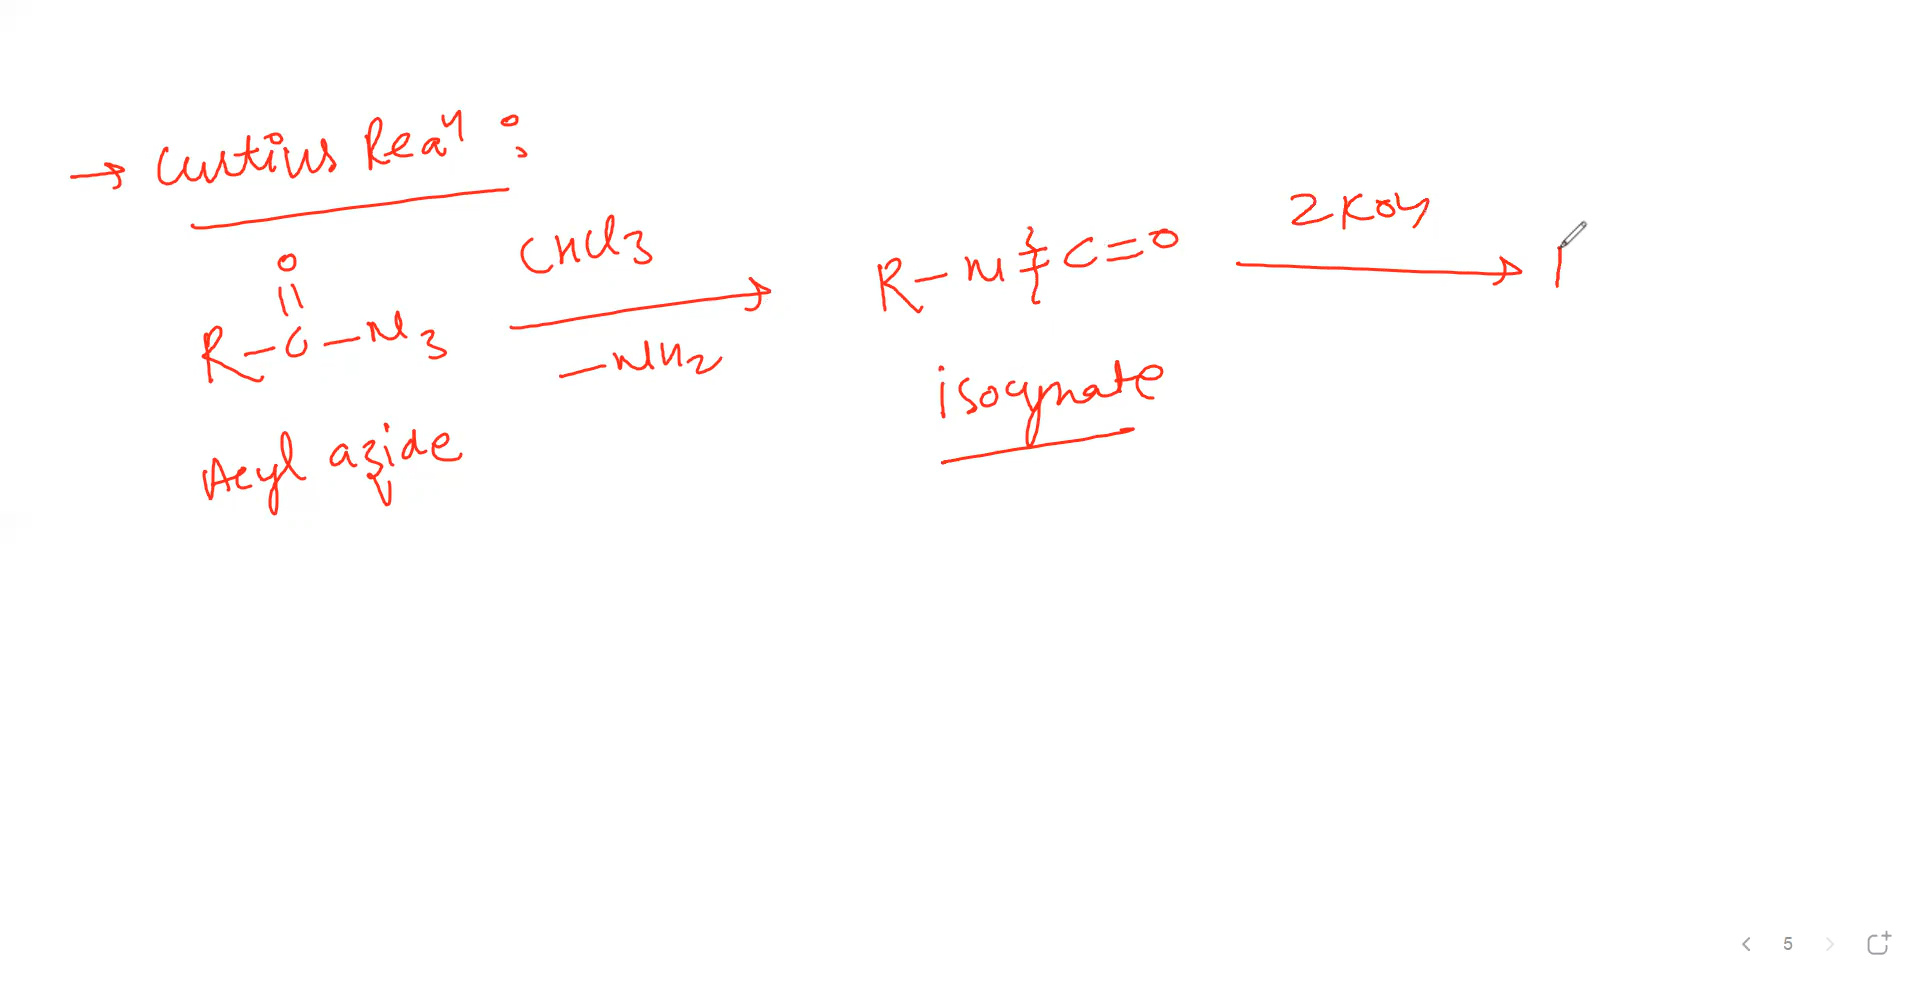 → Curtius Reaⁿ :
O
||
R-C-N3
CHCl3
-NH2
R-N=C=O
2KOH
Acyl azide
isocynate
5